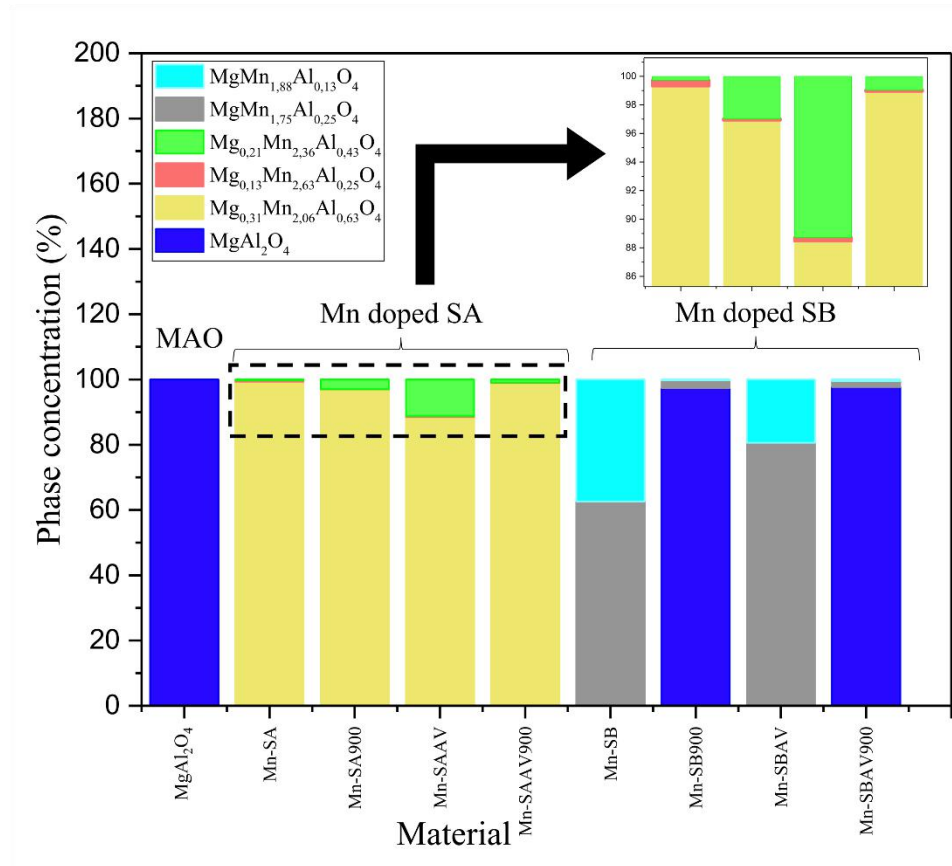 Phase concentration (%)
200
180
160
140
120
100
80
60
40
20
0
MgMn₁,₈₈Al₀,₁₃O₄
MgMn₁,₇₅Al₀,₂₅O₄
Mg₀,₂₁Mn₂,₃₆Al₀,₄₃O₄
Mg₀,₁₃Mn₂,₆₃Al₀,₂₅O₄
Mg₀,₃₁Mn₂,₀₆Al₀,₆₃O₄
MgAl₂O₄
100
98
96
94
92
90
88
86
MAO
Mn doped SA
Mn doped SB
MgAl₂O₄
Mn-SA
Mn-SA900
Mn-SAAV
Mn-SAAV900
Mn-SB
Mn-SB900
Mn-SBAV
Mn-SBAV900
Material